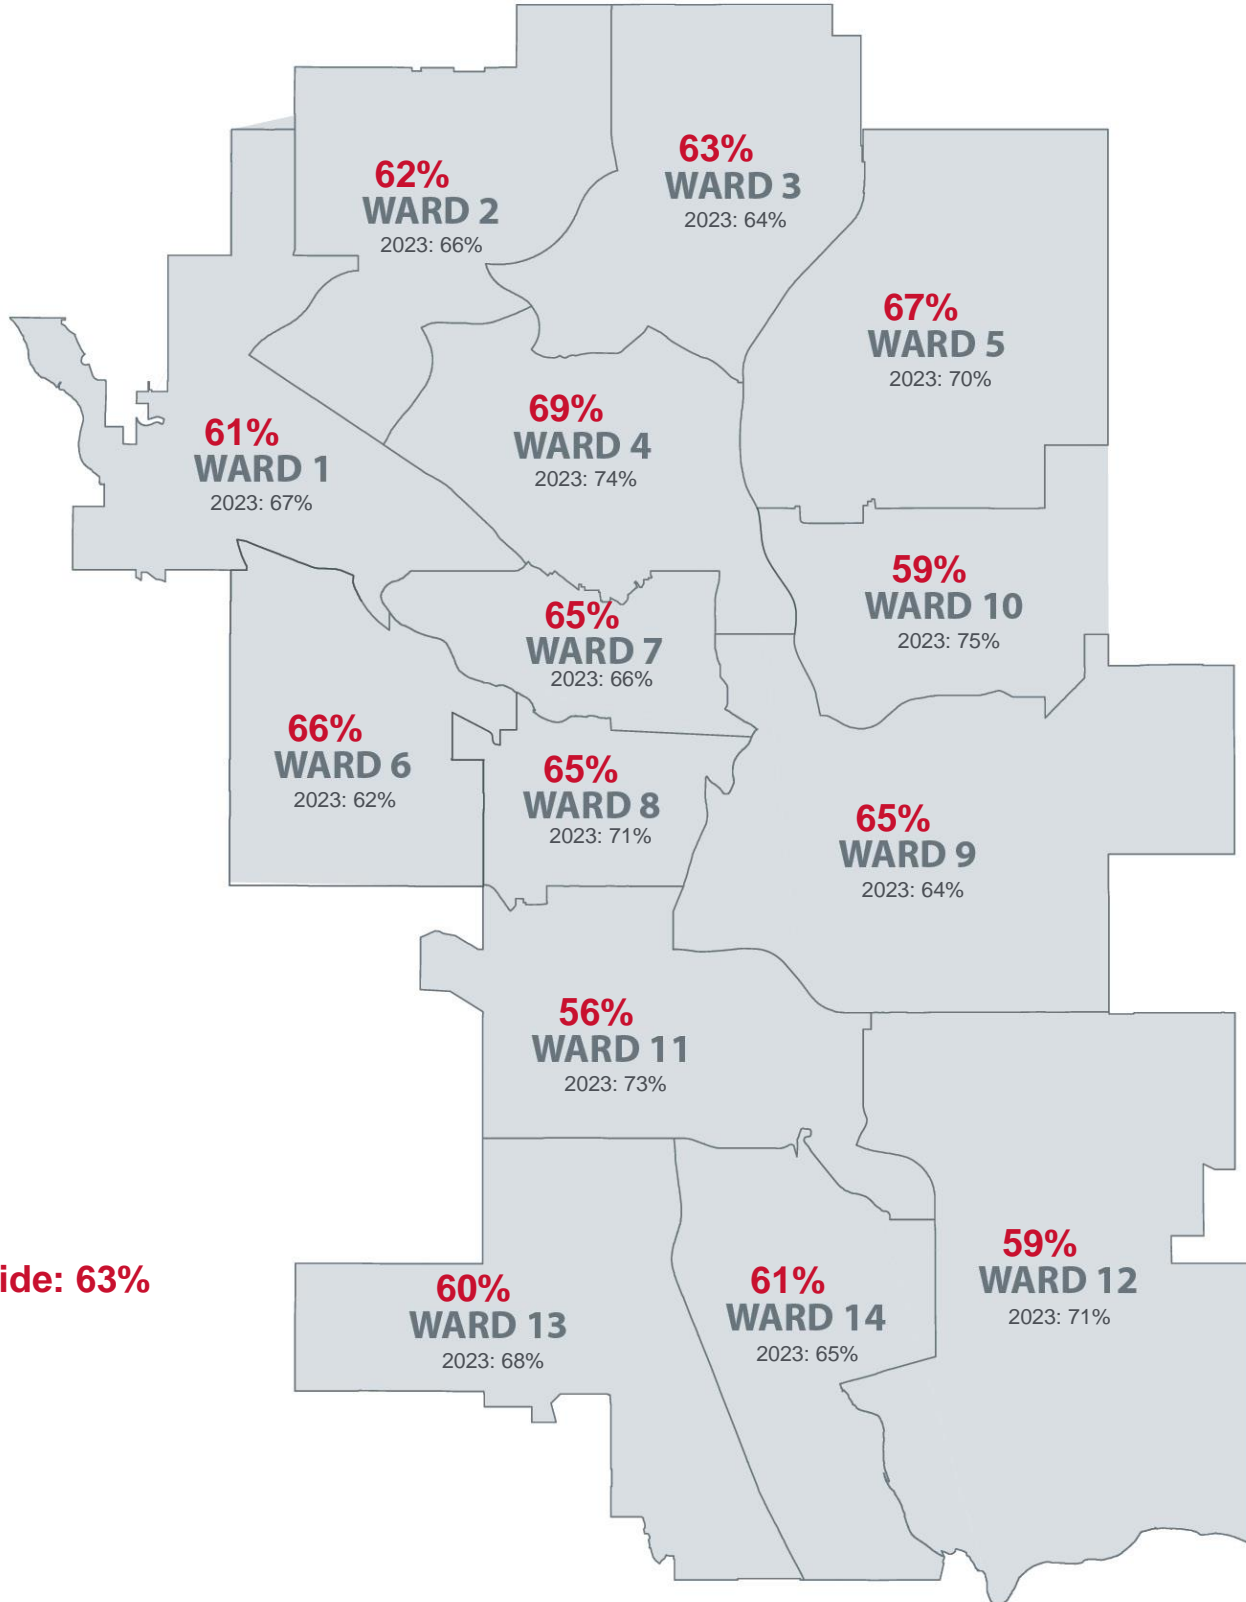 63%
WARD 3
2023: 64%
62%
WARD 2
2023: 66%
67%
WARD 5
2023: 70%
69%
WARD 4
2023: 74%
61%
WARD 1
2023: 67%
59%
WARD 10
2023: 75%
65%
WARD 7
2023: 66%
66%
WARD 6
2023: 62%
65%
WARD 8
2023: 71%
65%
WARD 9
2023: 64%
56%
WARD 11
2023: 73%
59%
WARD 12
2023: 71%
ide: 63%
60%
WARD 13
2023: 68%
61%
WARD 14
2023: 65%